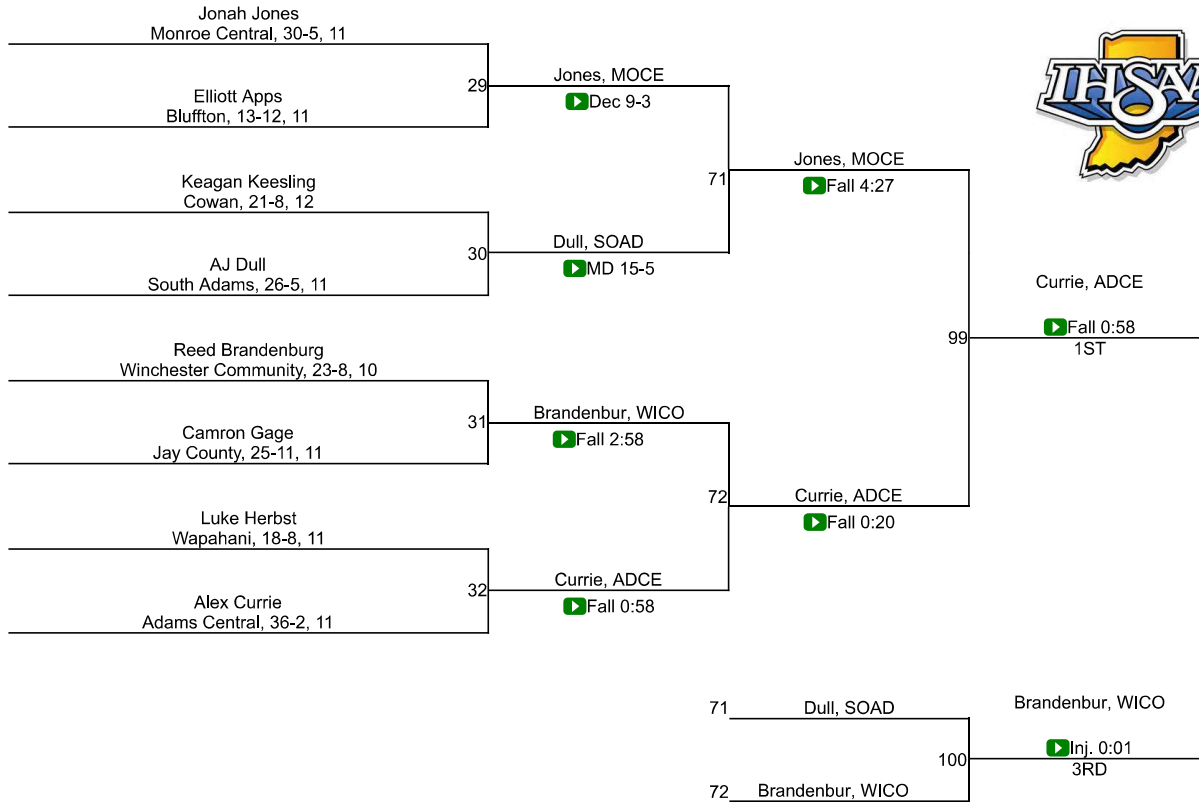 Jonah Jones
Monroe Central, 30-5, 11
29
Elliott Apps
Bluffton, 13-12, 11
Jones, MOCE
Dec 9-3
71
Keagan Keesling
Cowan, 21-8, 12
30
AJ Dull
South Adams, 26-5, 11
Dull, SOAD
MD 15-5
Jones, MOCE
Fall 4:27
99
Reed Brandenburg
Winchester Community, 23-8, 10
31
Camron Gage
Jay County, 25-11, 11
Brandenbur, WICO
Fall 2:58
72
Luke Herbst
Wapahani, 18-8, 11
32
Alex Currie
Adams Central, 36-2, 11
Currie, ADCE
Fall 0:58
Currie, ADCE
Fall 0:20
IHSAA
Currie, ADCE
Fall 0:58
1ST
71
Dull, SOAD
100
72
Brandenbur, WICO
Brandenbur, WICO
Inj. 0:01
3RD